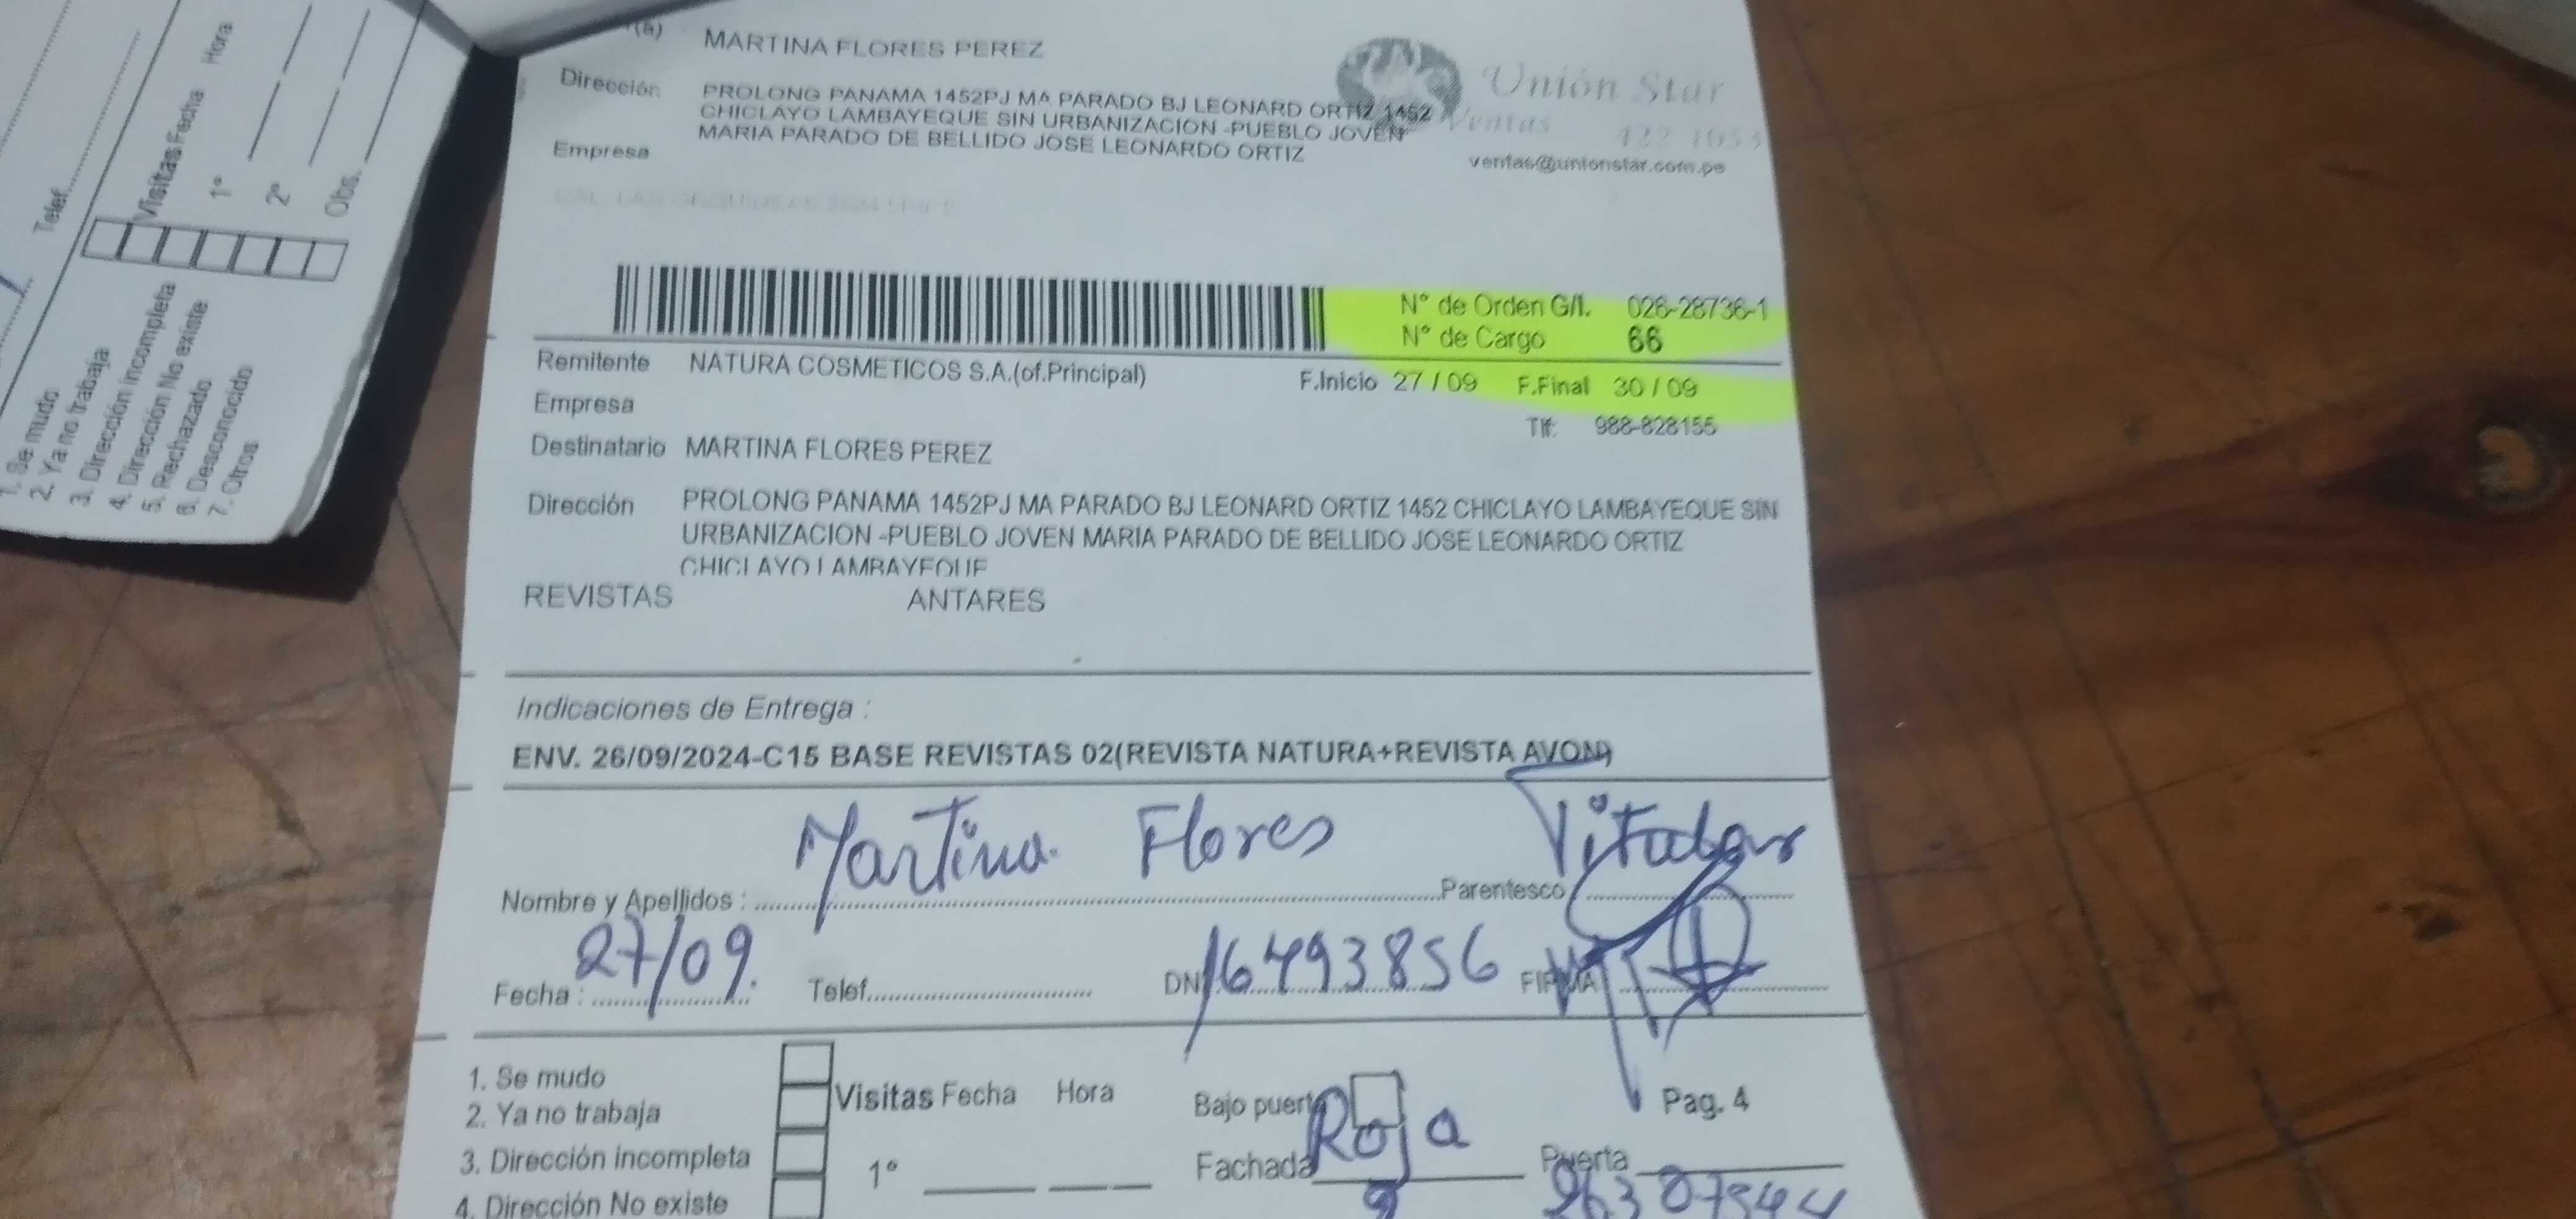 (a) MARTINA FLORES PEREZ
Unión Star
Dirección PROLONG PANAMA 1452PJ MA PARADO BJ LEONARD ORTIZ 1452
CHICLAYO LAMBAYEQUE SIN URBANIZACION -PUEBLO JOVEN
Ventas
MARIA PARADO DE BELLIDO JOSE LEONARDO ORTIZ
Empresa
ventas@unionstar.com.pe
N° de Orden G/I. 026-28736-1
N° de Cargo 66
Remitente NATURA COSMETICOS S.A.(of.Principal) F.Inicio 27 / 09 F.Final 30 / 09
Empresa
Tlf: 988-828155
Destinatario MARTINA FLORES PEREZ
Dirección PROLONG PANAMA 1452PJ MA PARADO BJ LEONARD ORTIZ 1452 CHICLAYO LAMBAYEQUE SIN
URBANIZACION -PUEBLO JOVEN MARIA PARADO DE BELLIDO JOSE LEONARDO ORTIZ
CHICLAYO LAMBAYEQUE
REVISTAS ANTARES
Indicaciones de Entrega :
ENV. 26/09/2024-C15 BASE REVISTAS 02(REVISTA NATURA+REVISTA AVON)
Nombre y Apellidos : Martina Flores Parentesco Titular
Fecha : 27/09. Telef. DNI 16493856 FIRMA
1. Se mudo
2. Ya no trabaja
3. Dirección incompleta
4. Dirección No existe
Visitas Fecha Hora
1º
Bajo puerta
Pag. 4
Fachada Roja
Puerta
Telef.
Visitas Fecha Hora
1º
2º
Obs.
1. Se mudo
2. Ya no trabaja
3. Dirección incompleta
4. Dirección No existe
5. Rechazado
6. Desconocido
7. Otros